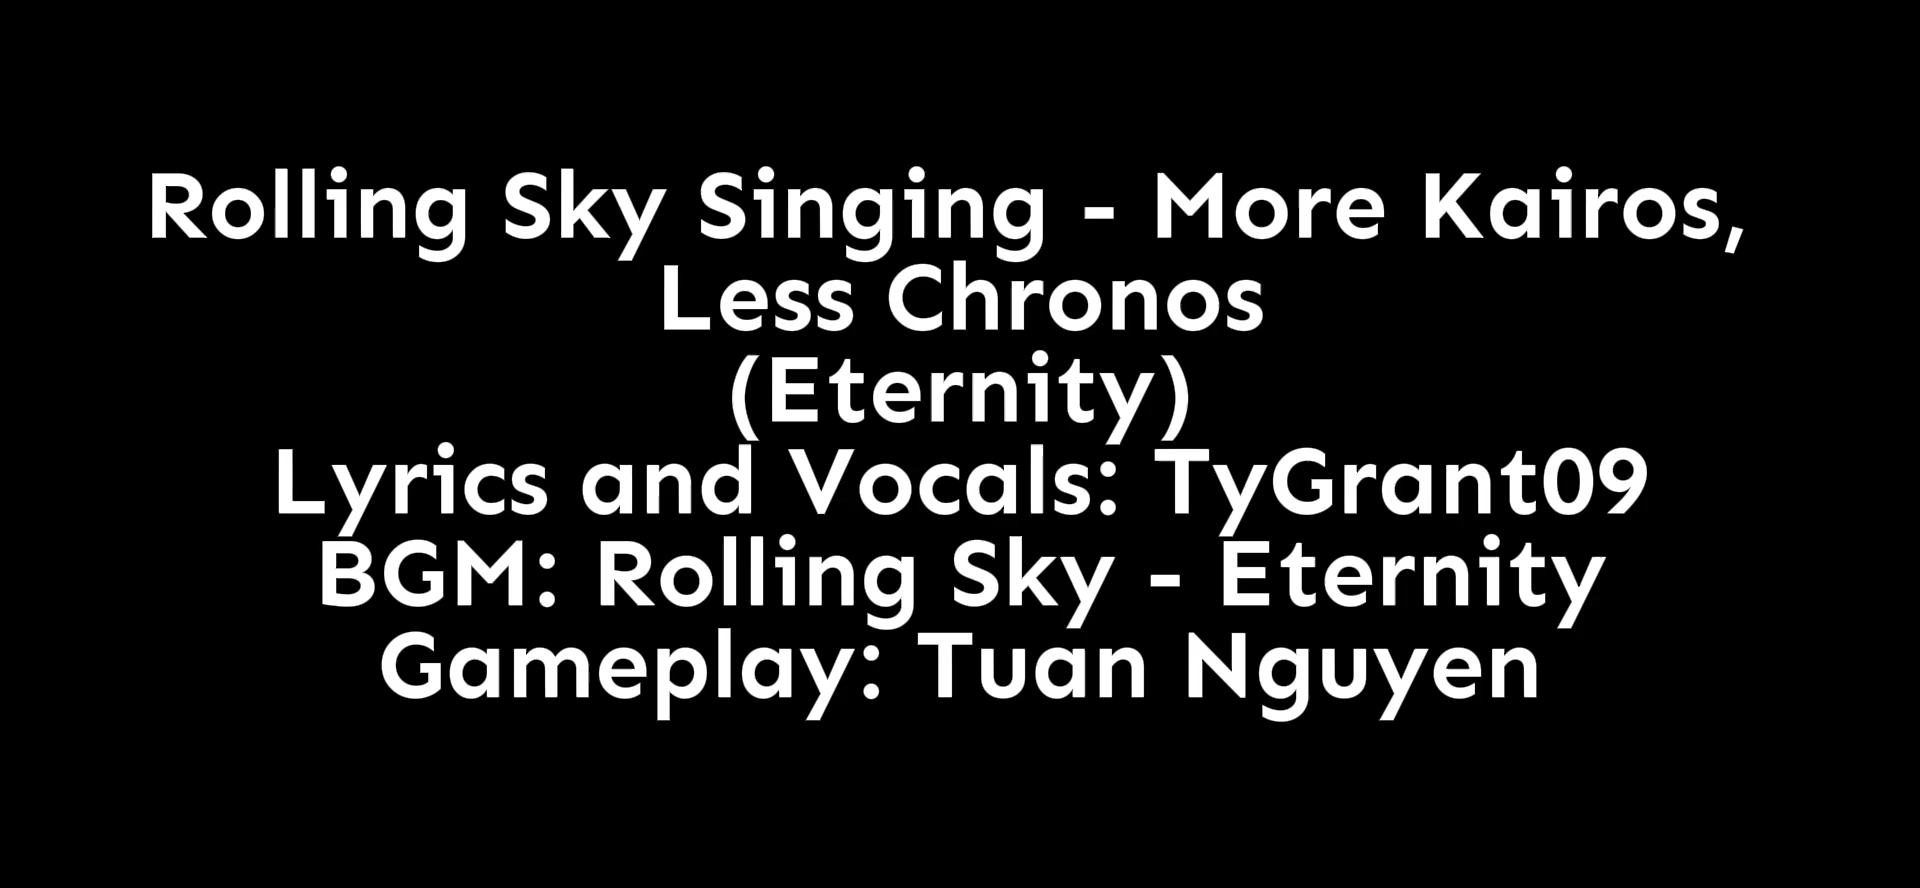 Rolling Sky Singing - More Kairos,
Less Chronos
(Eternity)
Lyrics and Vocals: TyGrant09
BGM: Rolling Sky - Eternity
Gameplay: Tuan Nguyen